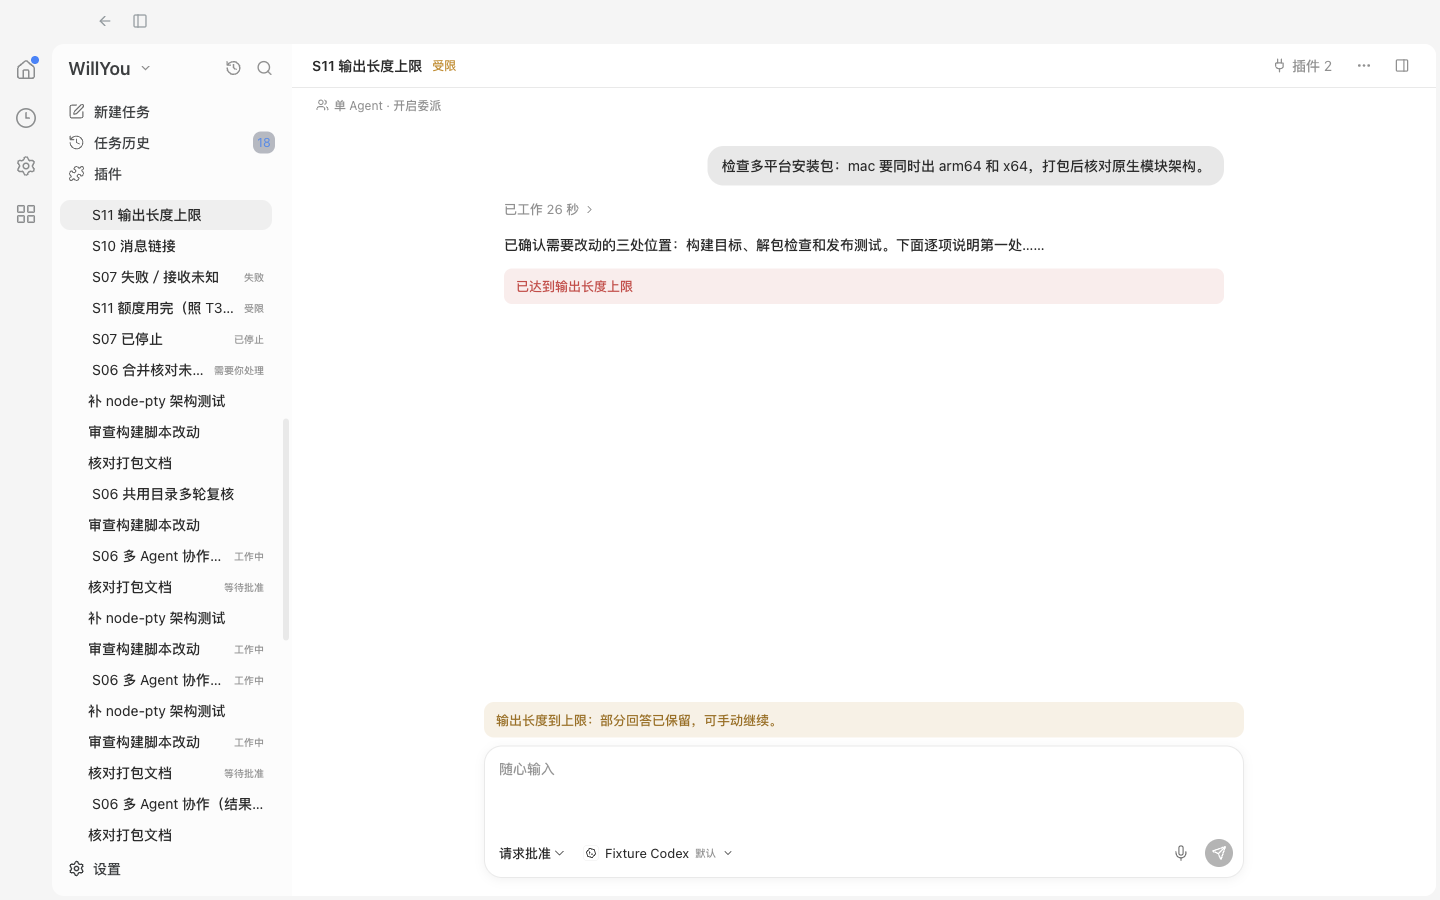 WillYou
新建任务
任务历史 18
插件
S11 输出长度上限
S10 消息链接
S07 失败 / 接收未知 失败
S11 额度用完（照 T3... 受限
S07 已停止 已停止
S06 合并核对未... 需要你处理
补 node-pty 架构测试
审查构建脚本改动
核对打包文档
S06 共用目录多轮复核
审查构建脚本改动
S06 多 Agent 协作... 工作中
核对打包文档 等待批准
补 node-pty 架构测试
审查构建脚本改动 工作中
S06 多 Agent 协作... 工作中
补 node-pty 架构测试
审查构建脚本改动 工作中
核对打包文档 等待批准
S06 多 Agent 协作（结果...
核对打包文档
设置
S11 输出长度上限 受限
插件 2
单 Agent · 开启委派
检查多平台安装包：mac 要同时出 arm64 和 x64，打包后核对原生模块架构。
已工作 26 秒
已确认需要改动的三处位置：构建目标、解包检查和发布测试。下面逐项说明第一处……
已达到输出长度上限
输出长度到上限：部分回答已保留，可手动继续。
随心输入
请求批准 Fixture Codex 默认